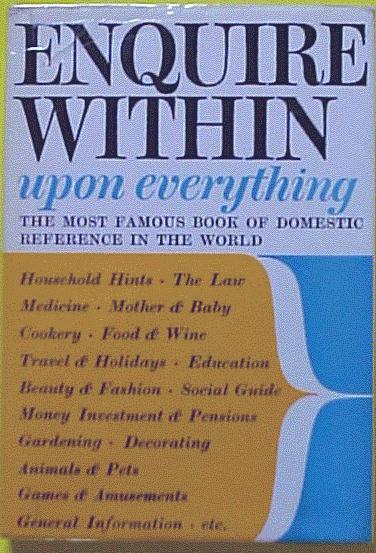 ENQUIRE
WITHIN
upon everything
THE MOST FAMOUS BOOK OF DOMESTIC
REFERENCE IN THE WORLD
Household Hints · The Law
Medicine · Mother & Baby
Cookery · Food & Wine
Travel & Holidays · Education
Beauty & Fashion · Social Guide
Money Investment & Pensions
Gardening · Decorating
Animals & Pets
Games & Amusements
General Information · etc.